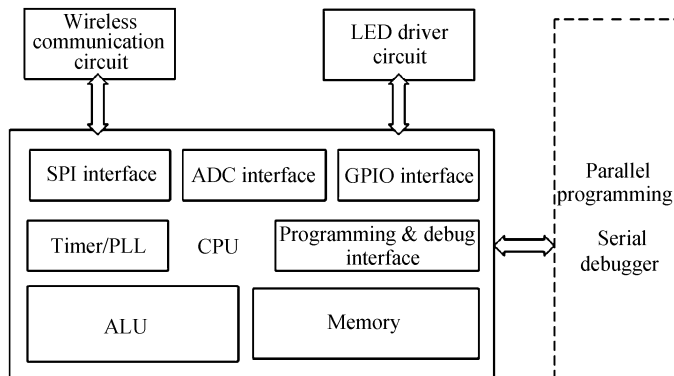 Wireless
communication
circuit
LED driver
circuit
SPI interface
ADC interface
GPIO interface
Parallel
programming
Timer/PLL
CPU
Programming & debug
interface
Serial
debugger
ALU
Memory